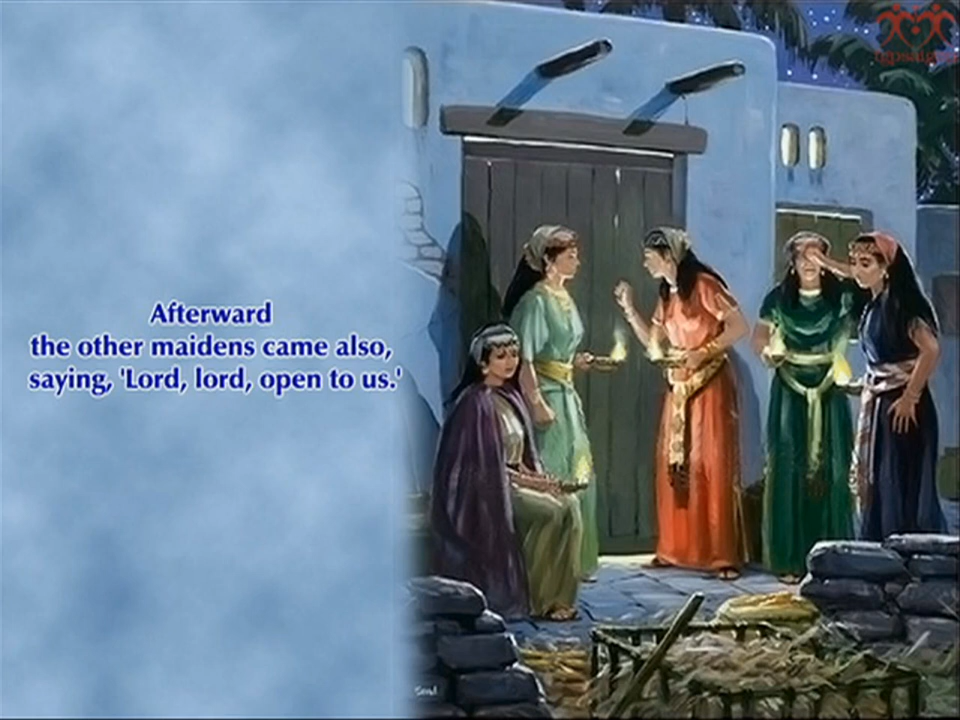 Afterward
the other maidens came also,
saying, 'Lord, lord, open to us.'